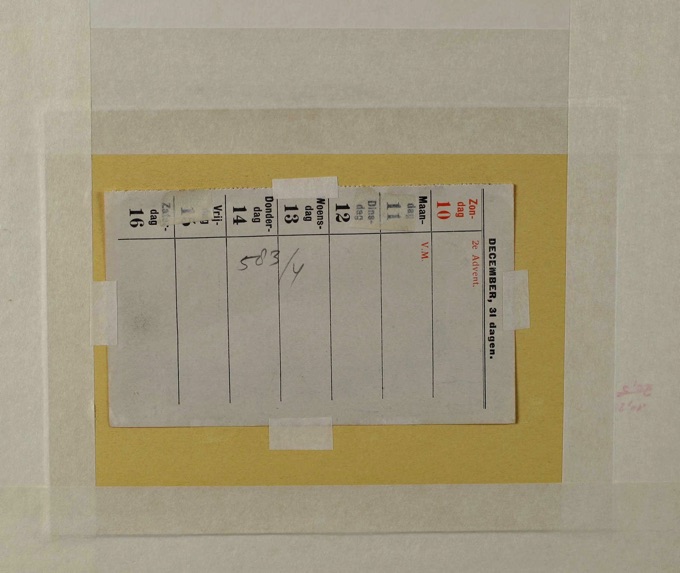 DECEMBER, 31 dagen.
Zon-
dag
10
2e Advent.
Maan-
dag
11
V.M.
Dins-
dag
12
Woens-
dag
13
Donder-
dag
14
Vrij-
15
Zater-
dag
16
583/4